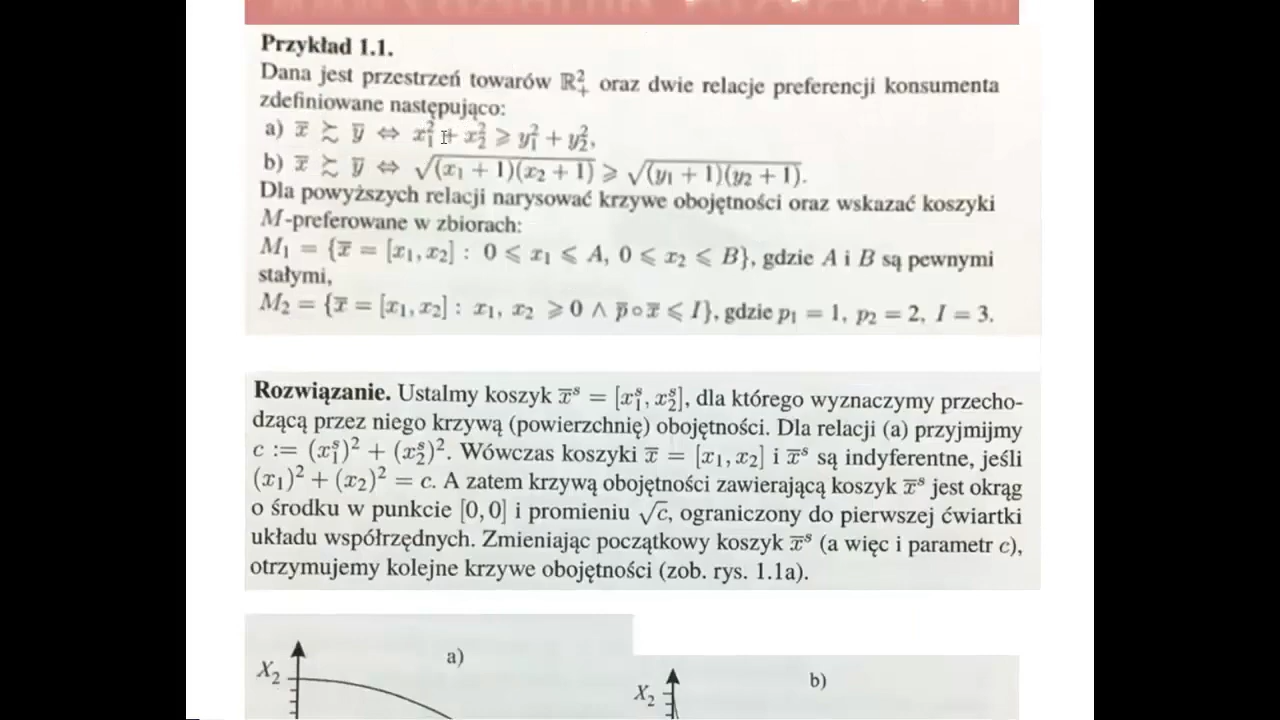 Przykład 1.1.
Dana jest przestrzeń towarów ℝ²₊ oraz dwie relacje preferencji konsumenta
zdefiniowane następująco:
a) x̅ ≿ y̅ ⇔ x₁² + x₂² ⩾ y₁² + y₂²,
b) x̅ ≿ y̅ ⇔ √((x₁ + 1)(x₂ + 1)) ⩾ √((y₁ + 1)(y₂ + 1)).
Dla powyższych relacji narysować krzywe obojętności oraz wskazać koszyki
M-preferowane w zbiorach:
M₁ = {x̅ = [x₁, x₂] : 0 ⩽ x₁ ⩽ A, 0 ⩽ x₂ ⩽ B}, gdzie A i B są pewnymi
stałymi,
M₂ = {x̅ = [x₁, x₂] : x₁, x₂ ⩾ 0 ∧ p̅ ∘ x̅ ⩽ I}, gdzie p₁ = 1, p₂ = 2, I = 3.
Rozwiązanie. Ustalmy koszyk x̅ˢ = [x₁ˢ, x₂ˢ], dla którego wyznaczymy przecho-
dzącą przez niego krzywą (powierzchnię) obojętności. Dla relacji (a) przyjmijmy
c := (x₁ˢ)² + (x₂ˢ)². Wówczas koszyki x̅ = [x₁, x₂] i x̅ˢ są indyferentne, jeśli
(x₁)² + (x₂)² = c. A zatem krzywą obojętności zawierającą koszyk x̅ˢ jest okrąg
o środku w punkcie [0, 0] i promieniu √c, ograniczony do pierwszej ćwiartki
układu współrzędnych. Zmieniając początkowy koszyk x̅ˢ (a więc i parametr c),
otrzymujemy kolejne krzywe obojętności (zob. rys. 1.1a).
X₂ a)
X₂ b)